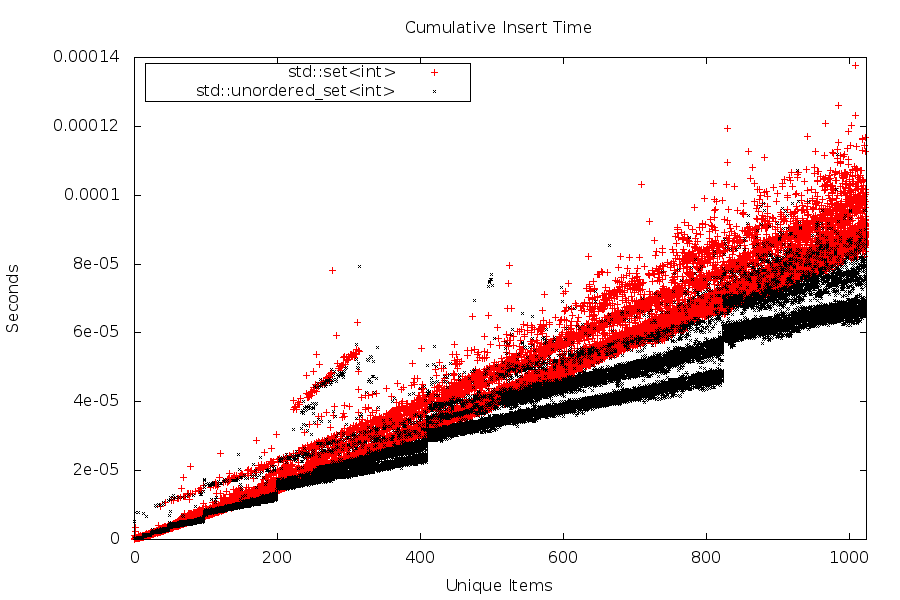 Cumulative Insert Time
0.00014
0.00012
0.0001
8e-05
6e-05
4e-05
2e-05
0
Seconds
std::set<int>
std::unordered_set<int>
0 200 400 600 800 1000
Unique Items